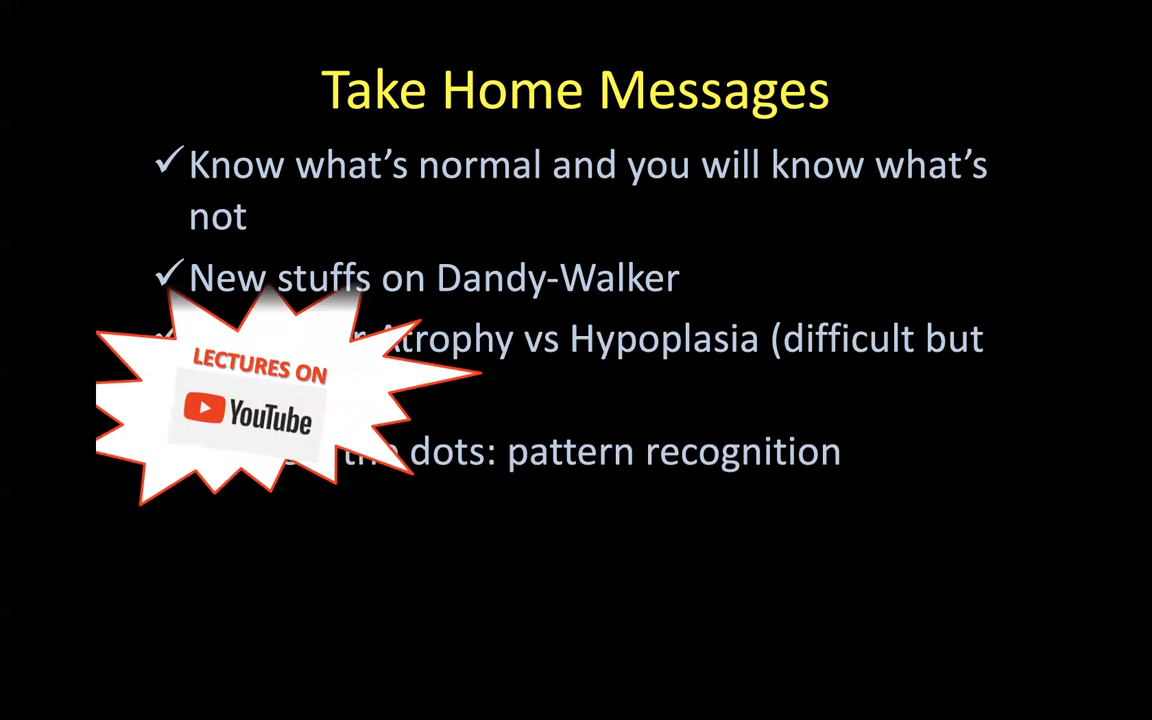 Take Home Messages
✓ Know what's normal and you will know what's
not
✓ New stuffs on Dandy-Walker
Atrophy vs Hypoplasia (difficult but
LECTURES ON
YouTube
the dots: pattern recognition